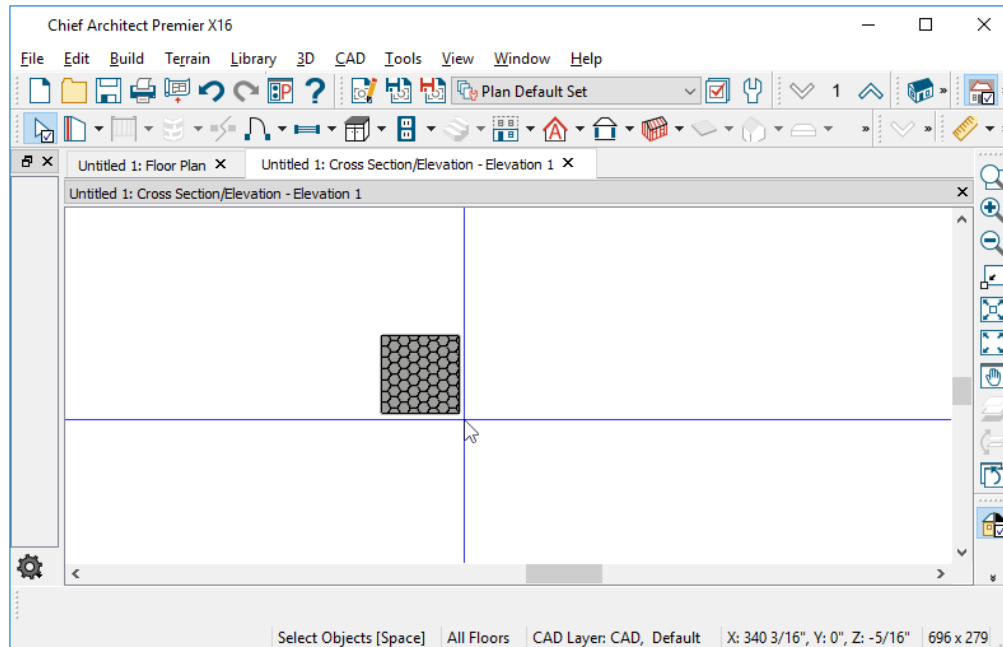 Chief Architect Premier X16
File Edit Build Terrain Library 3D CAD Tools View Window Help
Plan Default Set 1
Untitled 1: Floor Plan Untitled 1: Cross Section/Elevation - Elevation 1
Untitled 1: Cross Section/Elevation - Elevation 1
Select Objects [Space] All Floors CAD Layer: CAD, Default X: 340 3/16", Y: 0", Z: -5/16" 696 x 279